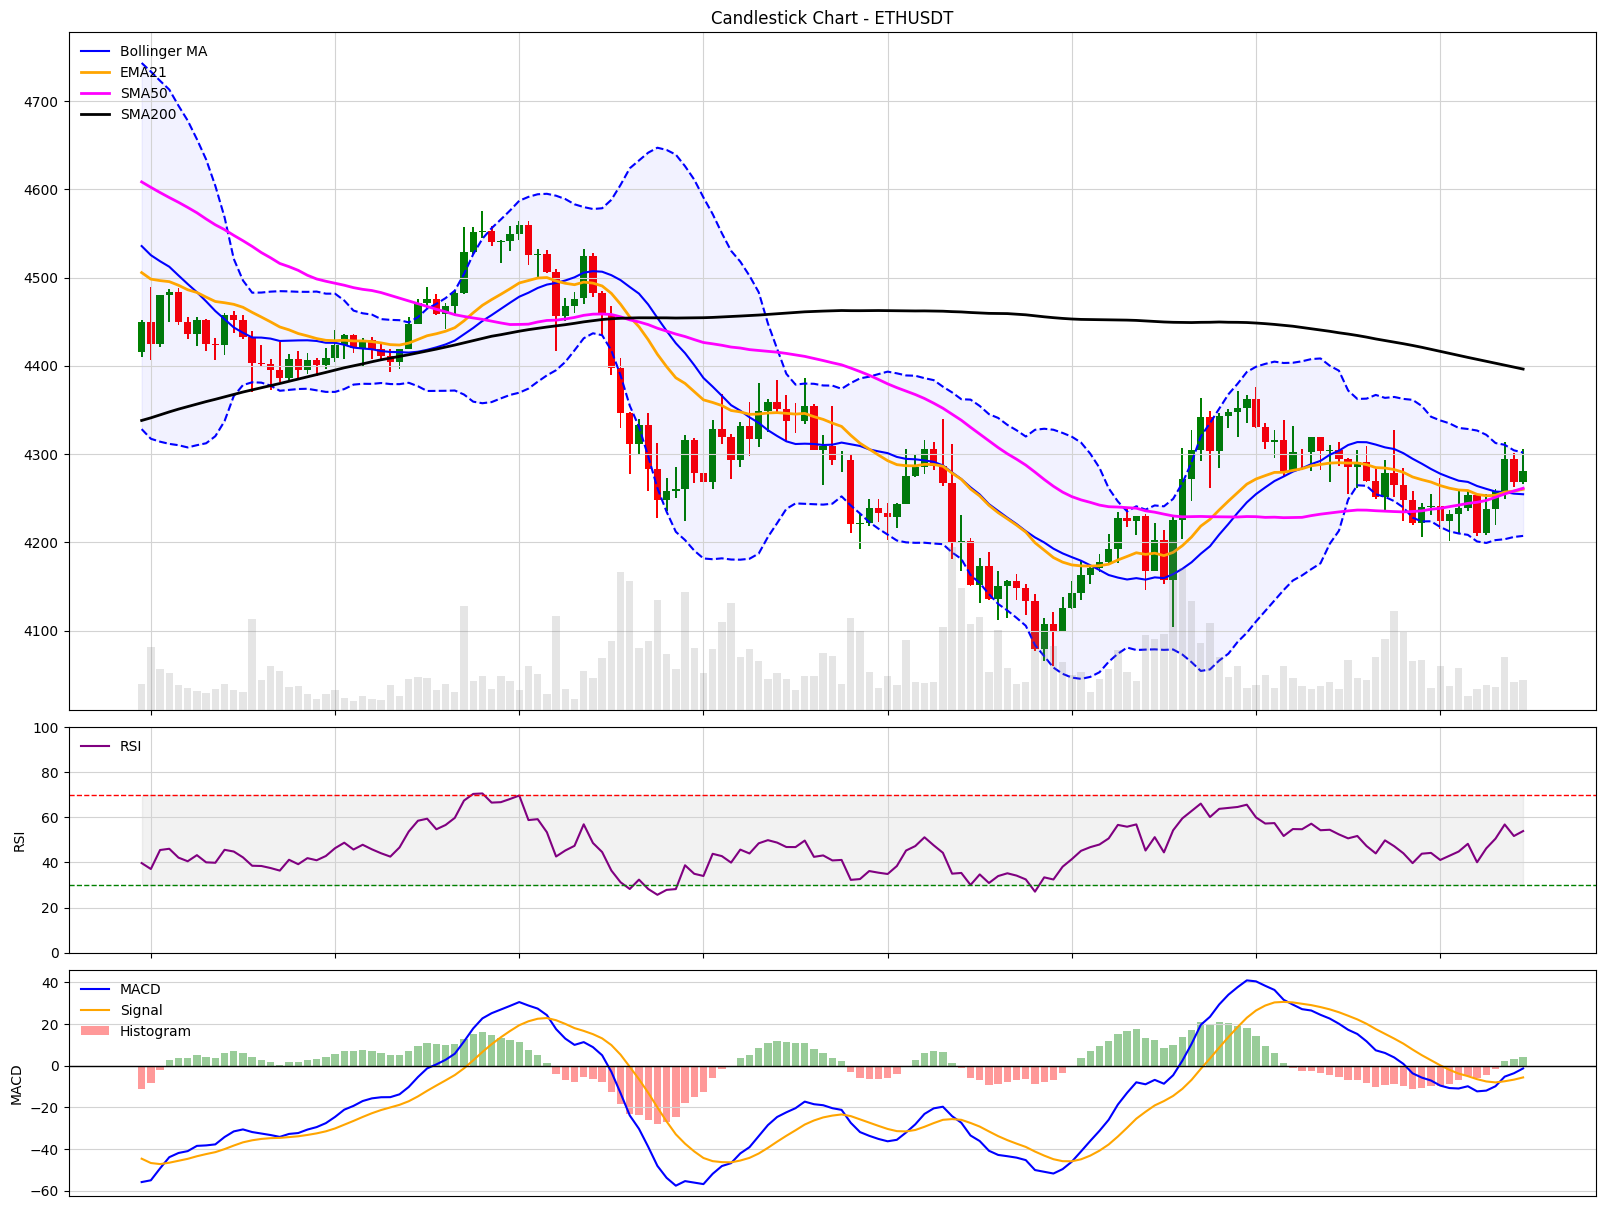 Candlestick Chart - ETHUSDT
Bollinger MA
EMA21
SMA50
SMA200
4700
4600
4500
4400
4300
4200
4100
RSI
100
80
60
40
20
0
RSI
MACD
Signal
Histogram
40
20
0
−20
−40
−60
MACD